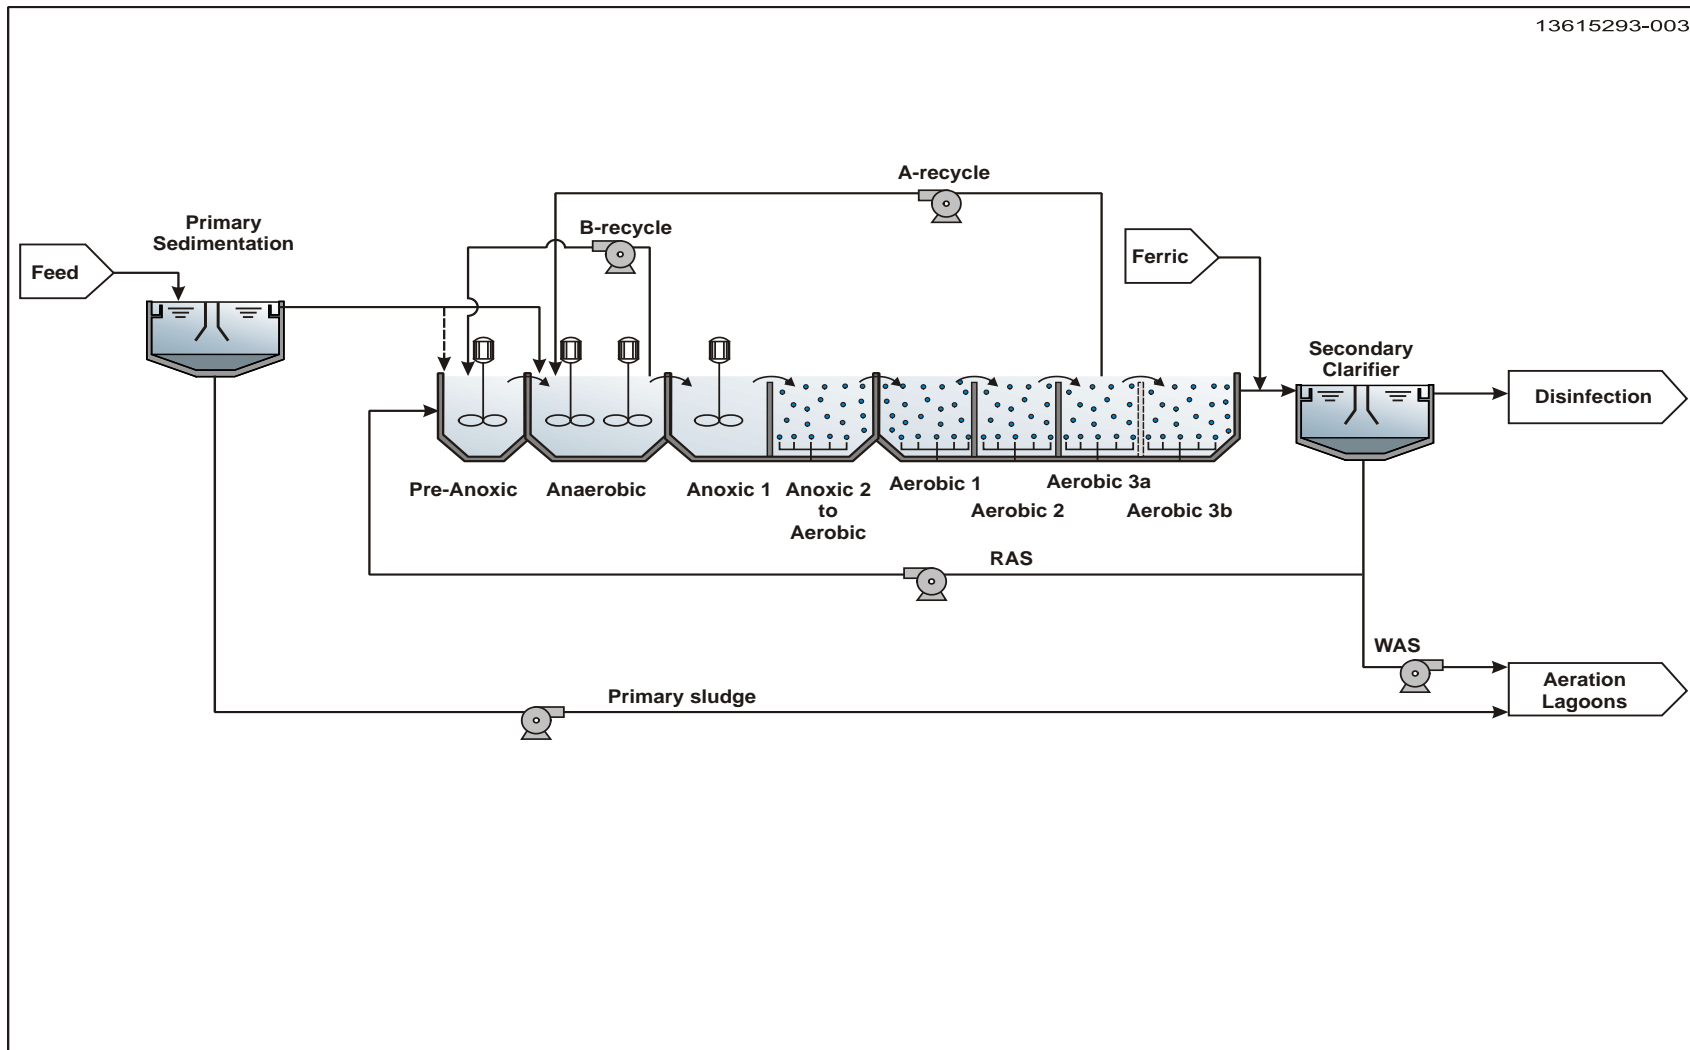 13615293-003
A-recycle
Primary
Sedimentation
B-recycle
Feed
Ferric
Secondary
Clarifier
Disinfection
Pre-Anoxic
Anaerobic
Anoxic 1
Anoxic 2
to
Aerobic
Aerobic 1
Aerobic 2
Aerobic 3a
Aerobic 3b
RAS
WAS
Primary sludge
Aeration
Lagoons